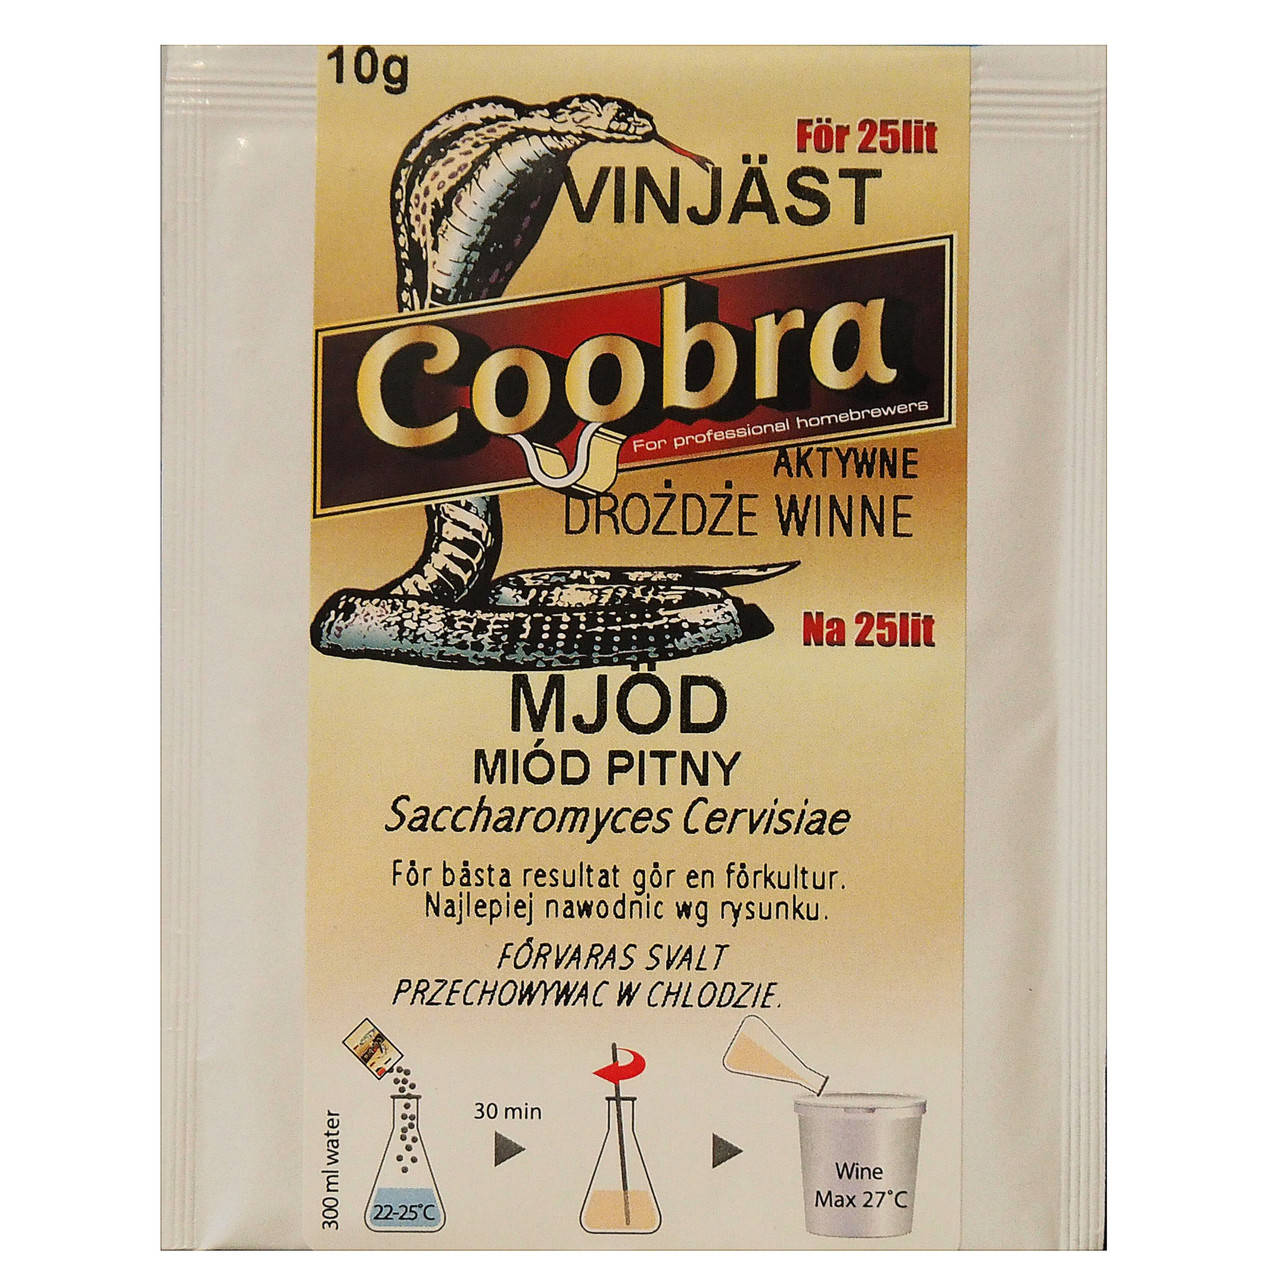 10g
För 25lit
VINJÄST
Coobra
For professional homebrewers
AKTYWNE
DROŻDŻE WINNE
Na 25lit
MJÖD
MIÓD PITNY
Saccharomyces Cervisiae
För bästa resultat gör en förkultur.
Najlepiej nawodnic wg rysunku.
FÖRVARAS SVALT
PRZECHOWYWAC W CHLODZIE.
300 ml water
22-25°C
30 min
Wine
Max 27°C